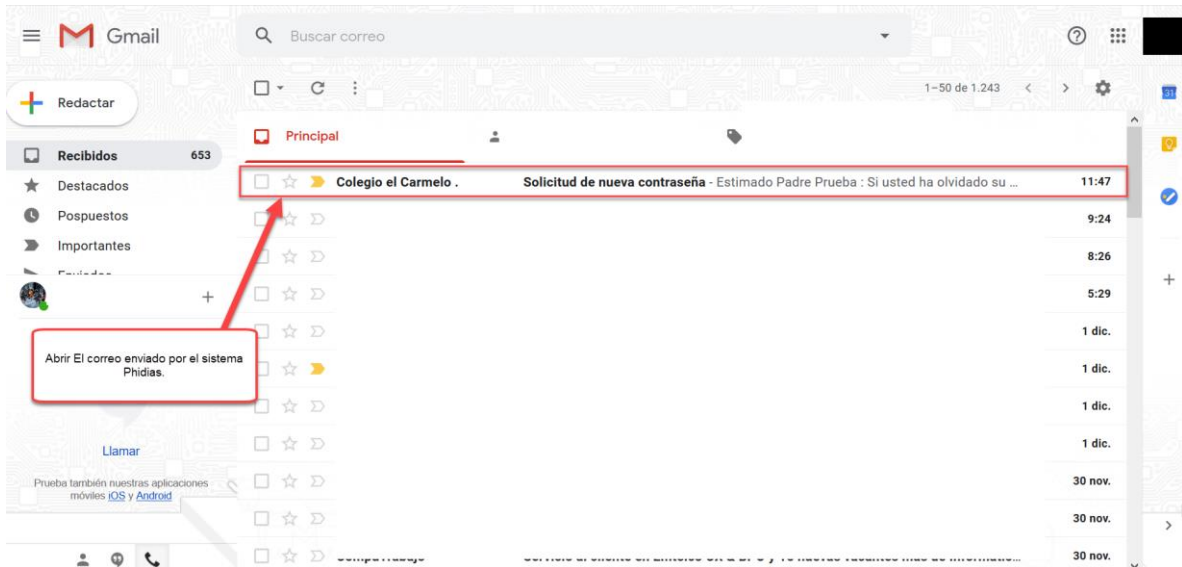 Gmail
Buscar correo
Redactar
1–50 de 1.243
Principal
Recibidos 653
Colegio el Carmelo . Solicitud de nueva contraseña - Estimado Padre Prueba : Si usted ha olvidado su ... 11:47
Destacados
Pospuestos 9:24
Importantes
8:26
Enviados
5:29
1 dic.
Abrir El correo enviado por el sistema
Phidias.
1 dic.
1 dic.
1 dic.
Llamar
Prueba también nuestras aplicaciones
móviles iOS y Android
30 nov.
30 nov.
30 nov.
31